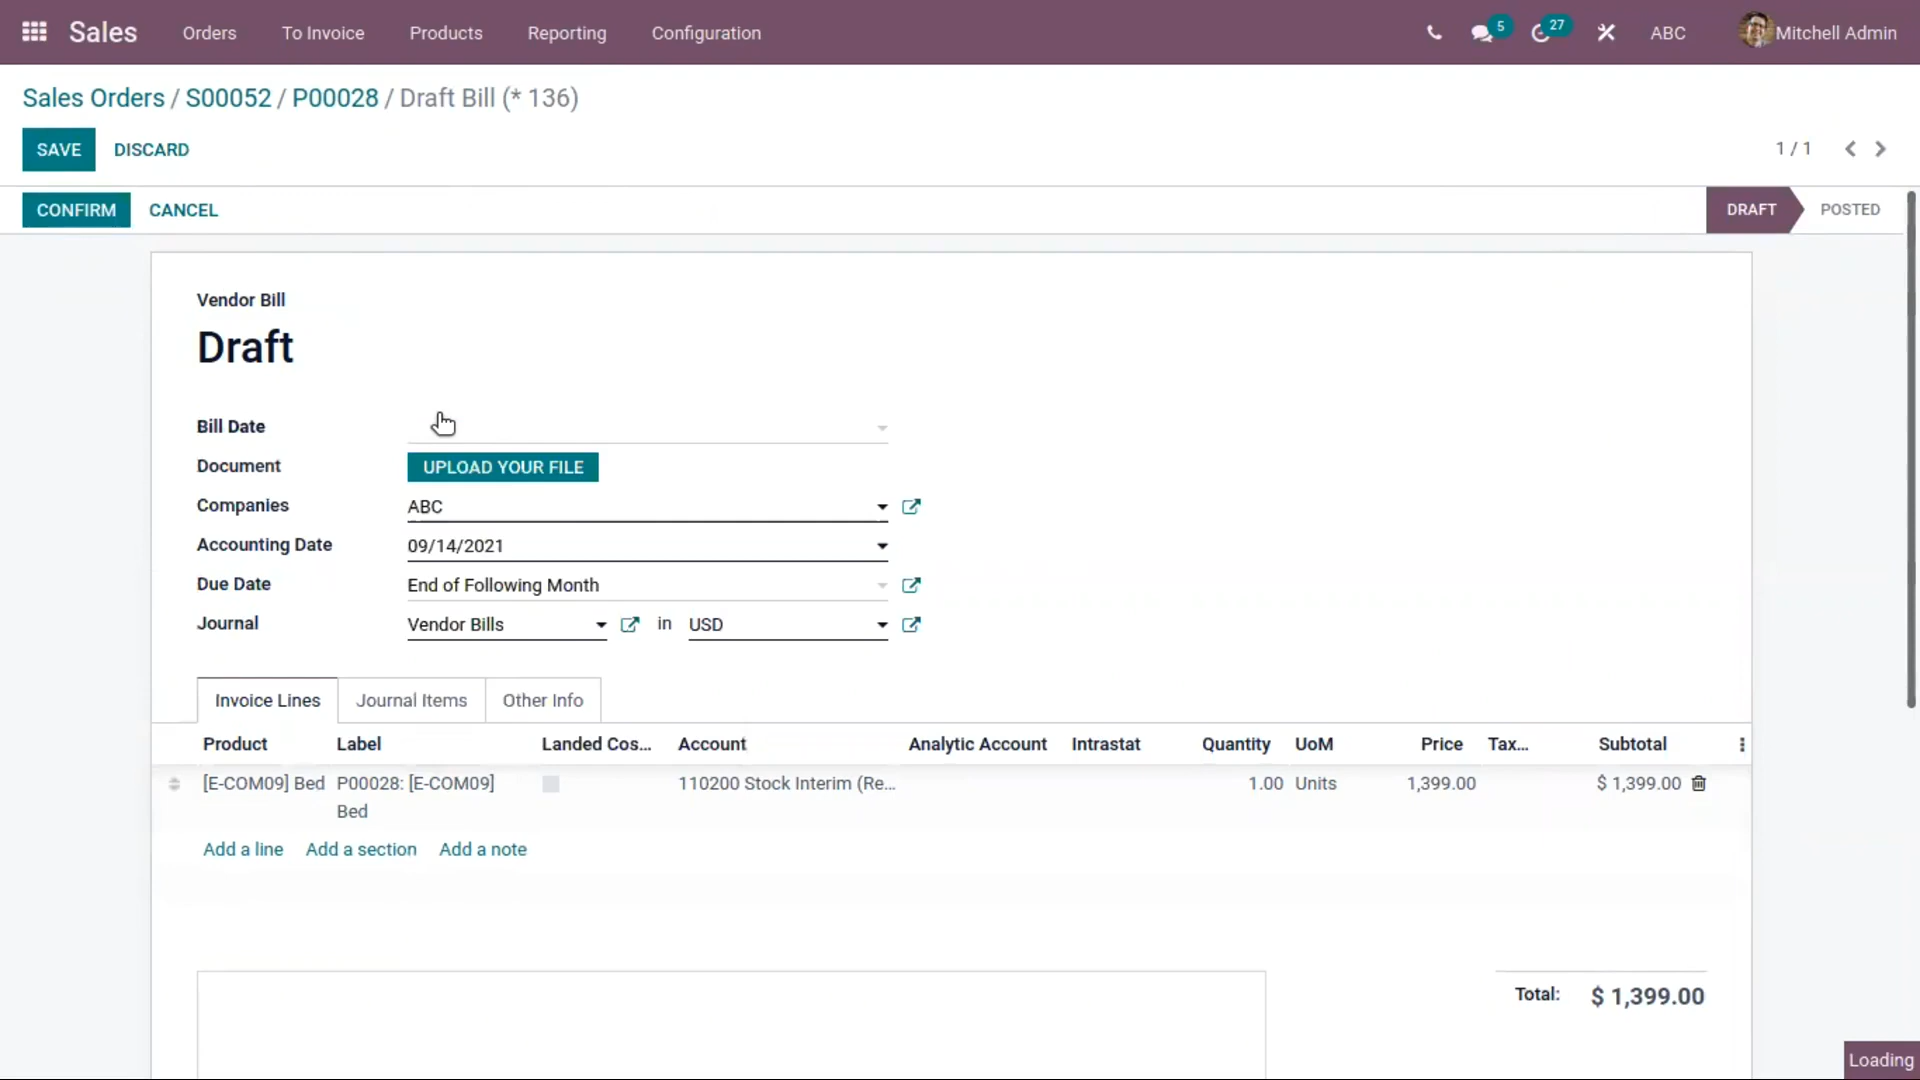 Sales Orders To Invoice Products Reporting Configuration 5 27 ABC Mitchell Admin
Sales Orders / S00052 / P00028 / Draft Bill (* 136)
SAVE DISCARD 1 / 1
CONFIRM CANCEL DRAFT POSTED
Vendor Bill
Draft
Bill Date
Document UPLOAD YOUR FILE
Companies ABC
Accounting Date 09/14/2021
Due Date End of Following Month
Journal Vendor Bills in USD
Invoice Lines Journal Items Other Info
Product Label Landed Cos... Account Analytic Account Intrastat Quantity UoM Price Tax... Subtotal
[E-COM09] Bed P00028: [E-COM09] 110200 Stock Interim (Re... 1.00 Units 1,399.00 $ 1,399.00
Bed
Add a line Add a section Add a note
Total: $ 1,399.00
Loading